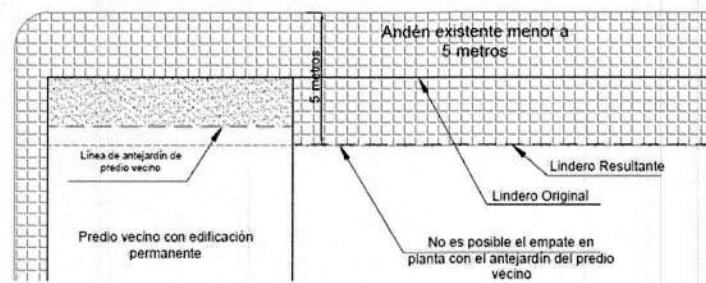 Andén existente menor a
5 metros
5 metros
Línea de antejardín de
predio vecino
Lindero Resultante
Lindero Original
Predio vecino con edificación
permanente
No es posible el empate en
planta con el antejardín del predio
vecino